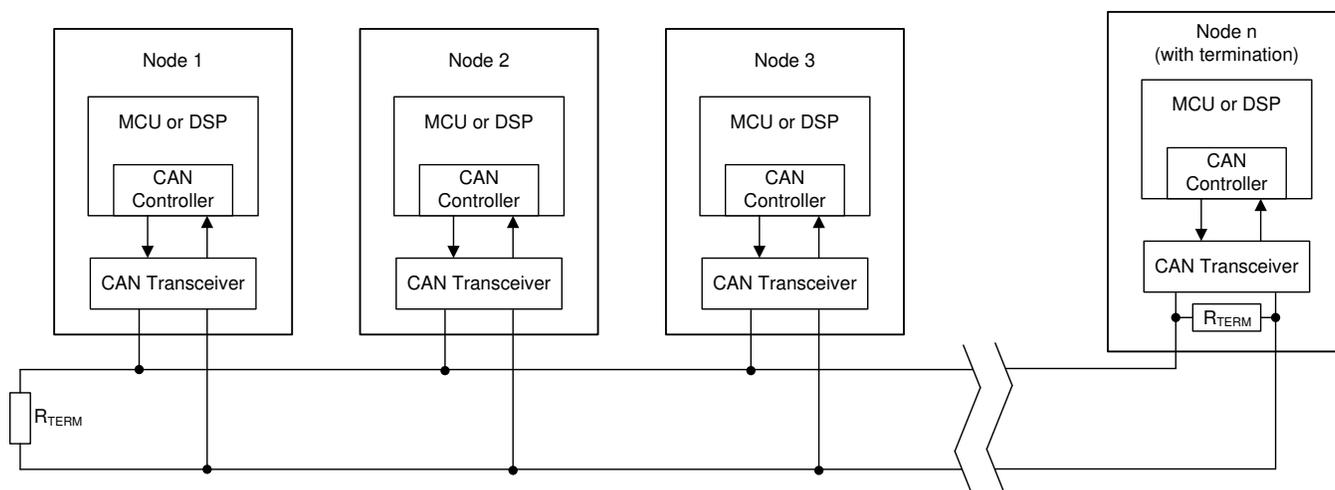 Node 1
MCU or DSP
CAN
Controller
CAN Transceiver
Node 2
MCU or DSP
CAN
Controller
CAN Transceiver
Node 3
MCU or DSP
CAN
Controller
CAN Transceiver
Node n
(with termination)
MCU or DSP
CAN
Controller
CAN Transceiver
RTERM
RTERM